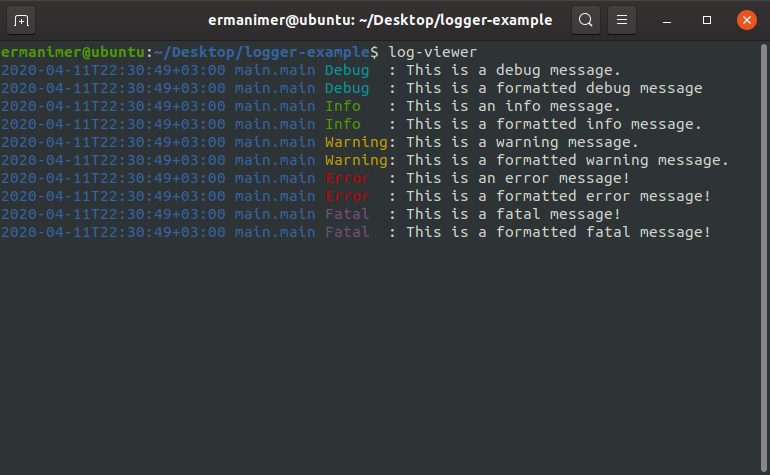 ermanimer@ubuntu: ~/Desktop/logger-example
ermanimer@ubuntu:~/Desktop/logger-example$ log-viewer
2020-04-11T22:30:49+03:00 main.main Debug  : This is a debug message.
2020-04-11T22:30:49+03:00 main.main Debug  : This is a formatted debug message
2020-04-11T22:30:49+03:00 main.main Info   : This is an info message.
2020-04-11T22:30:49+03:00 main.main Info   : This is a formatted info message.
2020-04-11T22:30:49+03:00 main.main Warning: This is a warning message.
2020-04-11T22:30:49+03:00 main.main Warning: This is a formatted warning message.
2020-04-11T22:30:49+03:00 main.main Error  : This is an error message!
2020-04-11T22:30:49+03:00 main.main Error  : This is a formatted error message!
2020-04-11T22:30:49+03:00 main.main Fatal  : This is a fatal message!
2020-04-11T22:30:49+03:00 main.main Fatal  : This is a formatted fatal message!